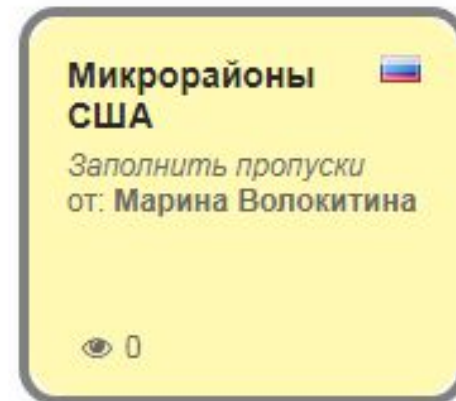 Микрорайоны
США
Заполнить пропуски
от: Марина Волокитина
0